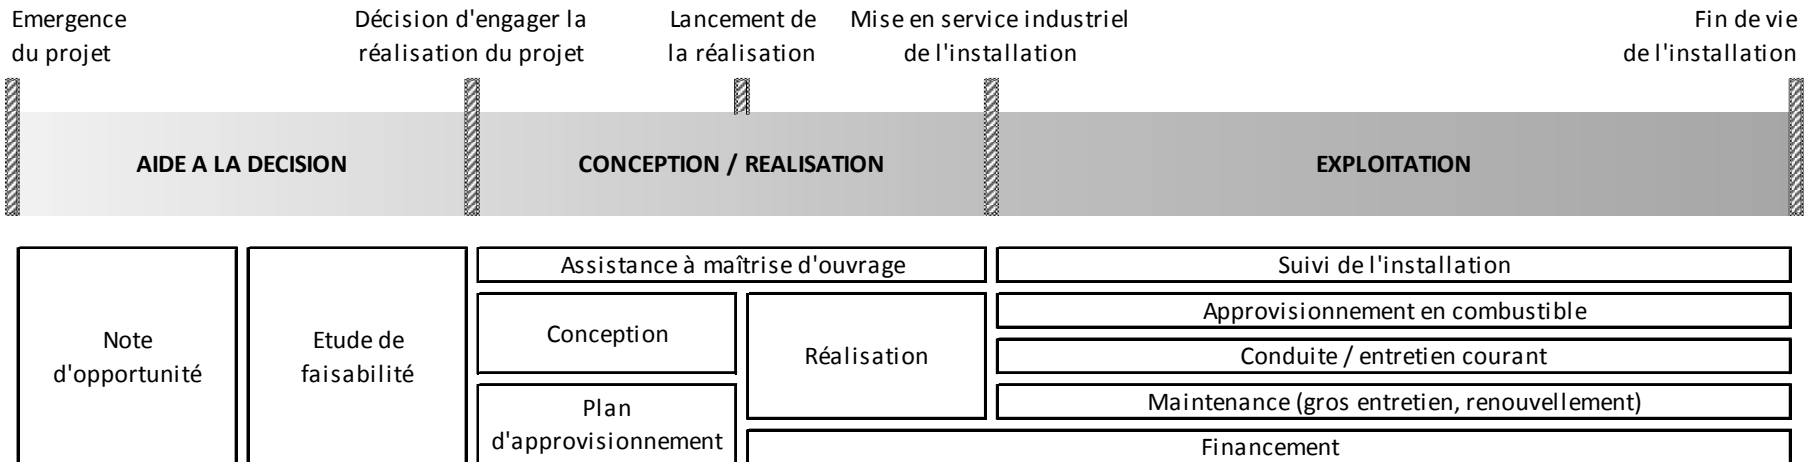 Emergence
du projet
Décision d'engager la
réalisation du projet
Lancement de
la réalisation
Mise en service industriel
de l'installation
Fin de vie
de l'installation
AIDE A LA DECISION
CONCEPTION / REALISATION
EXPLOITATION
Note
d'opportunité
Etude de
faisabilité
Assistance à maîtrise d'ouvrage
Conception
Plan
d'approvisionnement
Réalisation
Suivi de l'installation
Approvisionnement en combustible
Conduite / entretien courant
Maintenance (gros entretien, renouvellement)
Financement